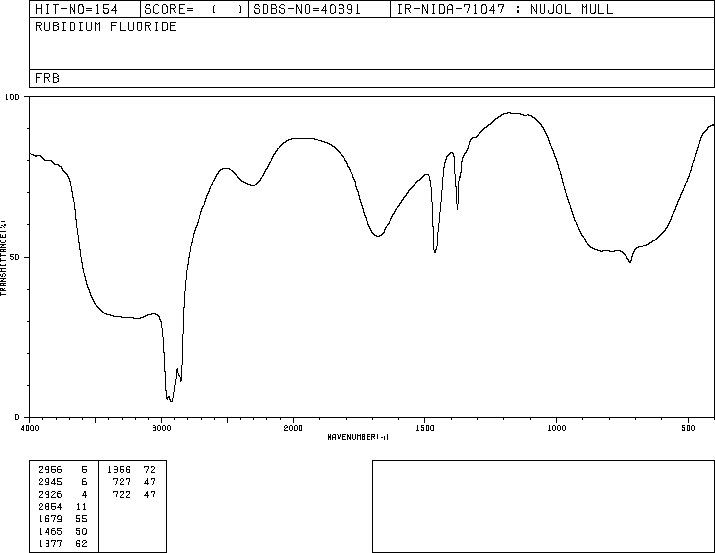 HIT-NO=154 SCORE= ( ) SDBS-NO=40391 IR-NIDA-71047 : NUJOL MULL
RUBIDIUM FLUORIDE
FRB
100
50
0
TRANSMITTANCE(%)
4000 3000 2000 1500 1000 500
WAVENUMBER(-1)
2956 6 1366 72
2945 6 727 47
2926 4 722 47
2854 11
1679 55
1465 50
1377 62